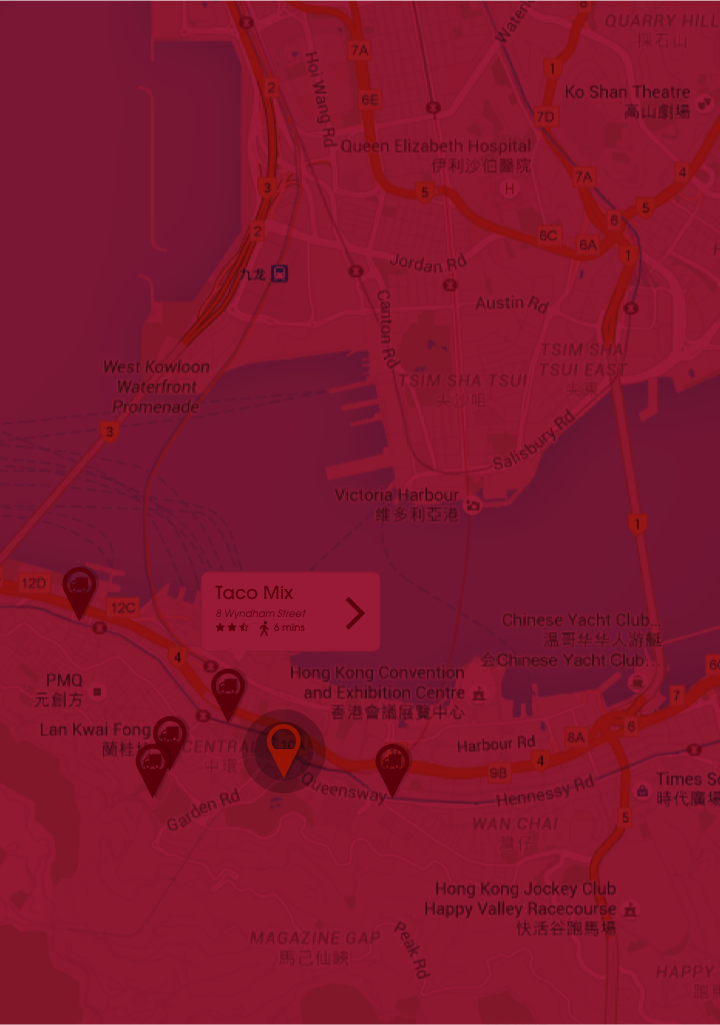 QUARRY HILL
採石山
7A
8
2
Hoi Wang Rd
1
6E
Ko Shan Theatre
高山劇場
7D
Queen Elizabeth Hospital
伊利沙伯醫院
H
7A
4
3
5
5
6
2
6C
6A
1
九龙
Jordan Rd
Austin Rd
Canton Rd
TSIM SHA
TSUI EAST
尖東
West Kowloon
Waterfront
Promenade
TSIM SHA TSUI
尖沙咀
3
Salisbury Rd
Victoria Harbour
維多利亞港
1
12D
12C
Taco Mix
8 Wyndham Street
6 mins
Chinese Yacht Club...
温哥华华人游艇
会Chinese Yacht Club...
4
PMQ
元創方
Hong Kong Convention
and Exhibition Centre
香港會議展覽中心
7
6
Lan Kwai Fong
蘭桂坊
CENTRAL
中環
Harbour Rd
8A
4
9B
Queensway
Hennessy Rd
Times S
時代廣場
Garden Rd
WAN CHAI
灣仔
5
Hong Kong Jockey Club
Happy Valley Racecourse
快活谷跑馬場
MAGAZINE GAP
馬己仙峽
Peak Rd
HAPPY
跑